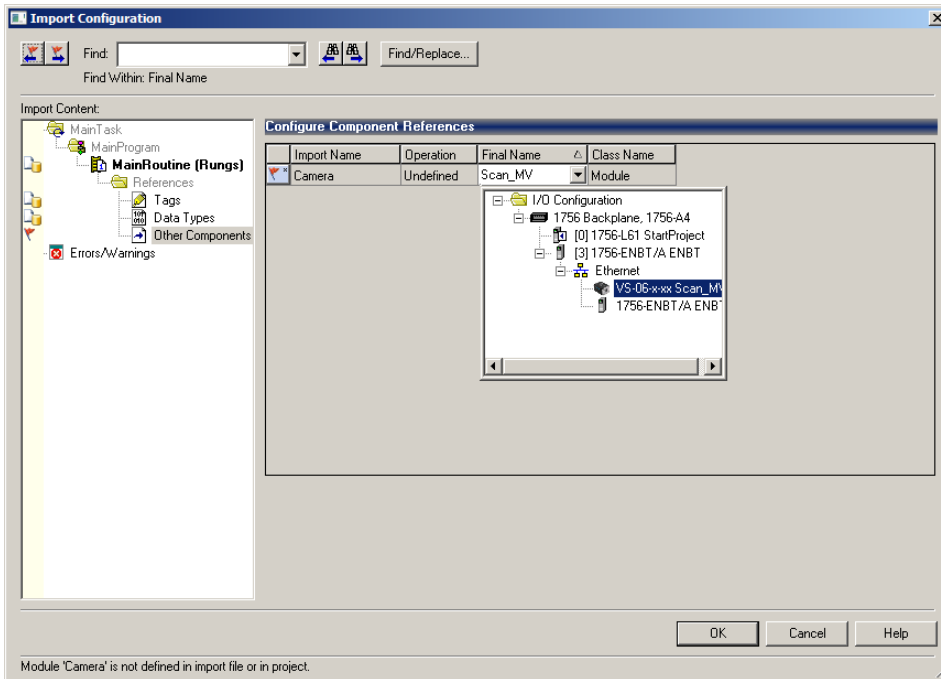 Import Configuration
Find:
Find/Replace...
Find Within: Final Name
Import Content:
MainTask
MainProgram
MainRoutine (Rungs)
References
Tags
Data Types
Other Components
Errors/Warnings
Configure Component References
Import Name Operation Final Name Class Name
Camera Undefined Scan_MV Module
I/O Configuration
1756 Backplane, 1756-A4
[0] 1756-L61 StartProject
[3] 1756-ENBT/A ENBT
Ethernet
VS-06-x-xx Scan_MV
1756-ENBT/A ENBT
OK Cancel Help
Module 'Camera' is not defined in import file or in project.